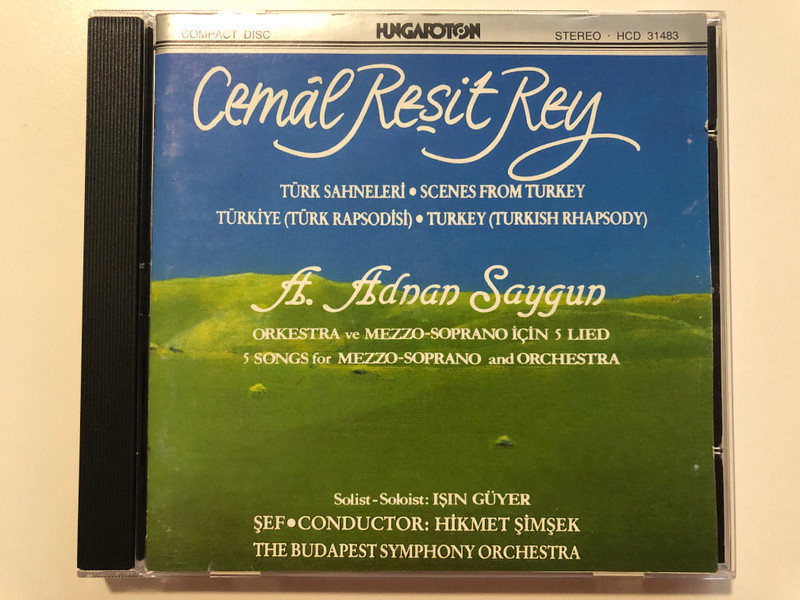 COMPACT DISC HUNGAROTON STEREO · HCD 31483
Cemâl Reşit Rey
TÜRK SAHNELERİ • SCENES FROM TURKEY
TÜRKİYE (TÜRK RAPSODİSİ) • TURKEY (TURKISH RHAPSODY)
A. Adnan Saygun
ORKESTRA ve MEZZO-SOPRANO İÇİN 5 LIED
5 SONGS for MEZZO-SOPRANO and ORCHESTRA
Solist-Soloist: IŞIN GÜYER
ŞEF•CONDUCTOR: HİKMET ŞİMŞEK
THE BUDAPEST SYMPHONY ORCHESTRA